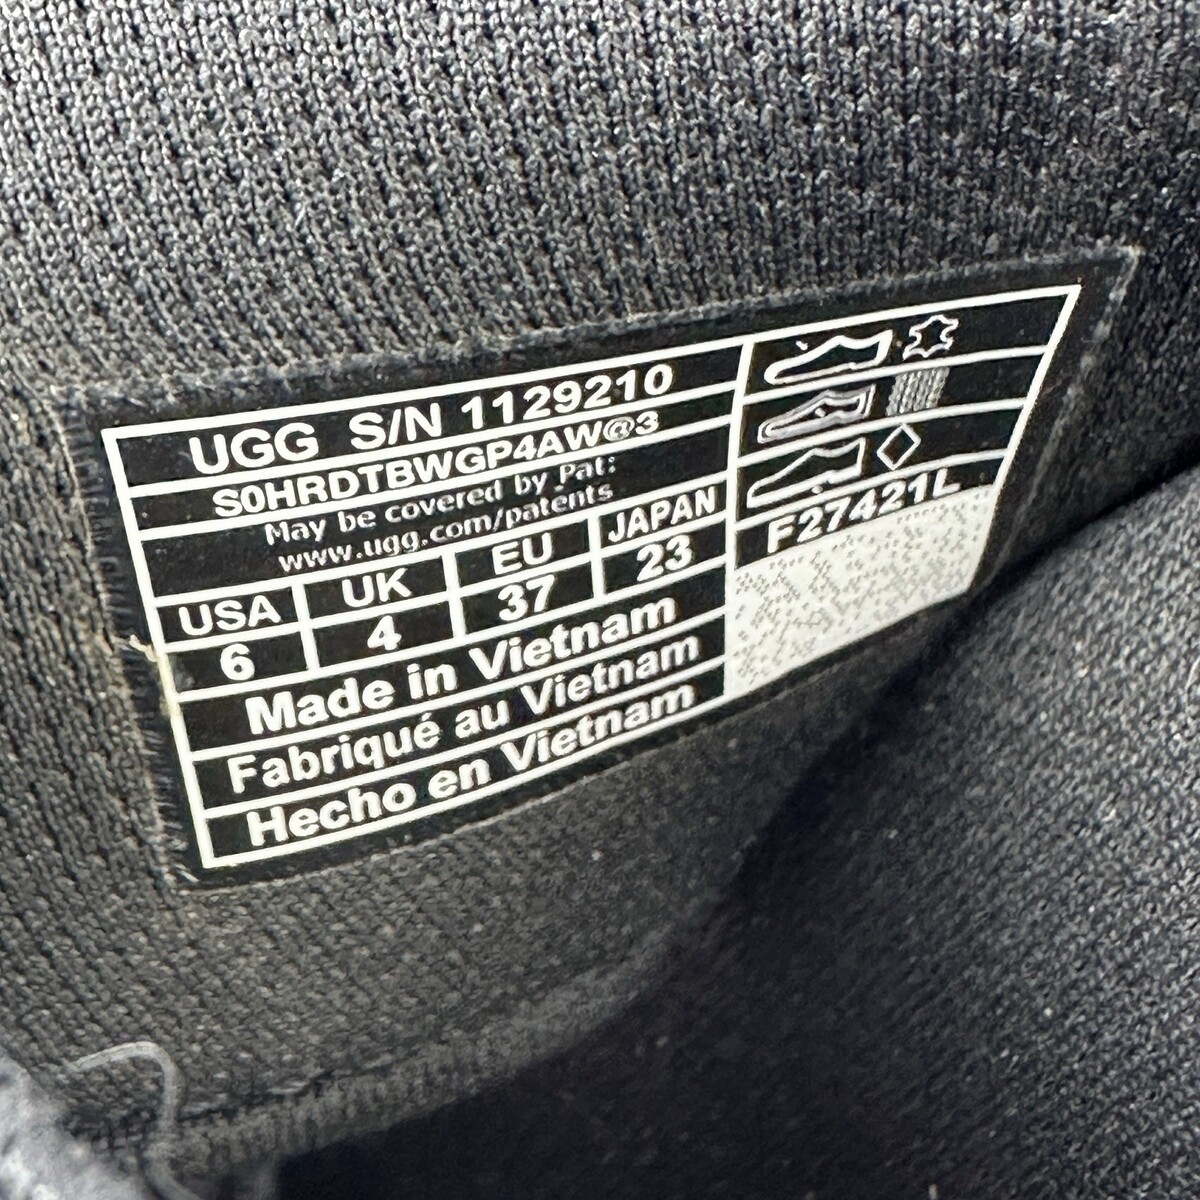 UGG S/N 1129210
S0HRDTBWGP4AW@3
May be covered by Pat:
www.ugg.com/patents
USA UK EU JAPAN
6 4 37 23
Made in Vietnam
Fabriqué au Vietnam
Hecho en Vietnam
F27421L